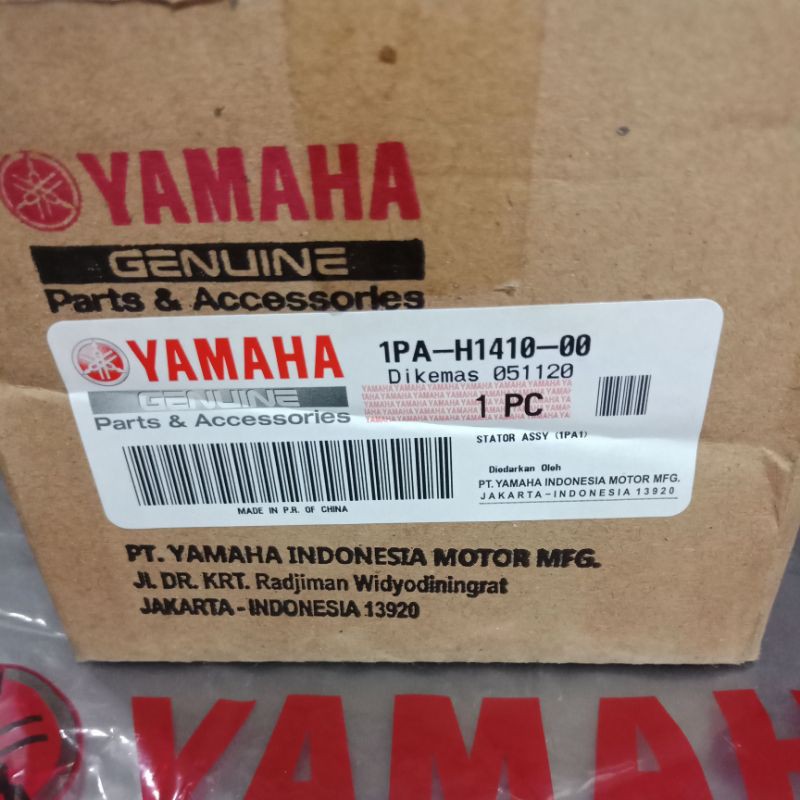 YAMAHA
GENUINE
Parts & Accessories
YAMAHA
GENUINE
Parts & Accessories
1PA-H1410-00
Dikemas 051120
1 PC
STATOR ASSY (1PA1)
Diedarkan Oleh
PT. YAMAHA INDONESIA MOTOR MFG.
JAKARTA-INDONESIA 13920
MADE IN P.R. OF CHINA
PT. YAMAHA INDONESIA MOTOR MFG.
Jl. DR. KRT. Radjiman Widyodiningrat
JAKARTA - INDONESIA 13920
YAMAH